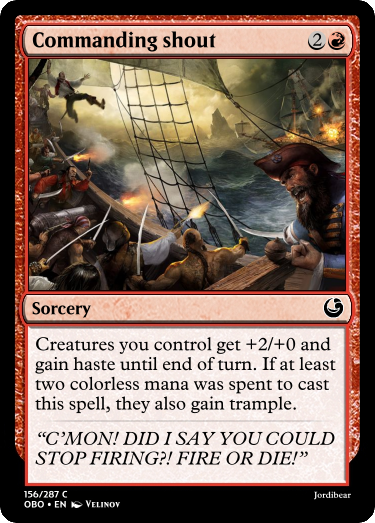 Commanding shout 2
Sorcery
Creatures you control get +2/+0 and
gain haste until end of turn. If at least
two colorless mana was spent to cast
this spell, they also gain trample.
“C’MON! DID I SAY YOU COULD
STOP FIRING?! FIRE OR DIE!”
156/287 C
OBO • EN VELINOV
Jordibear